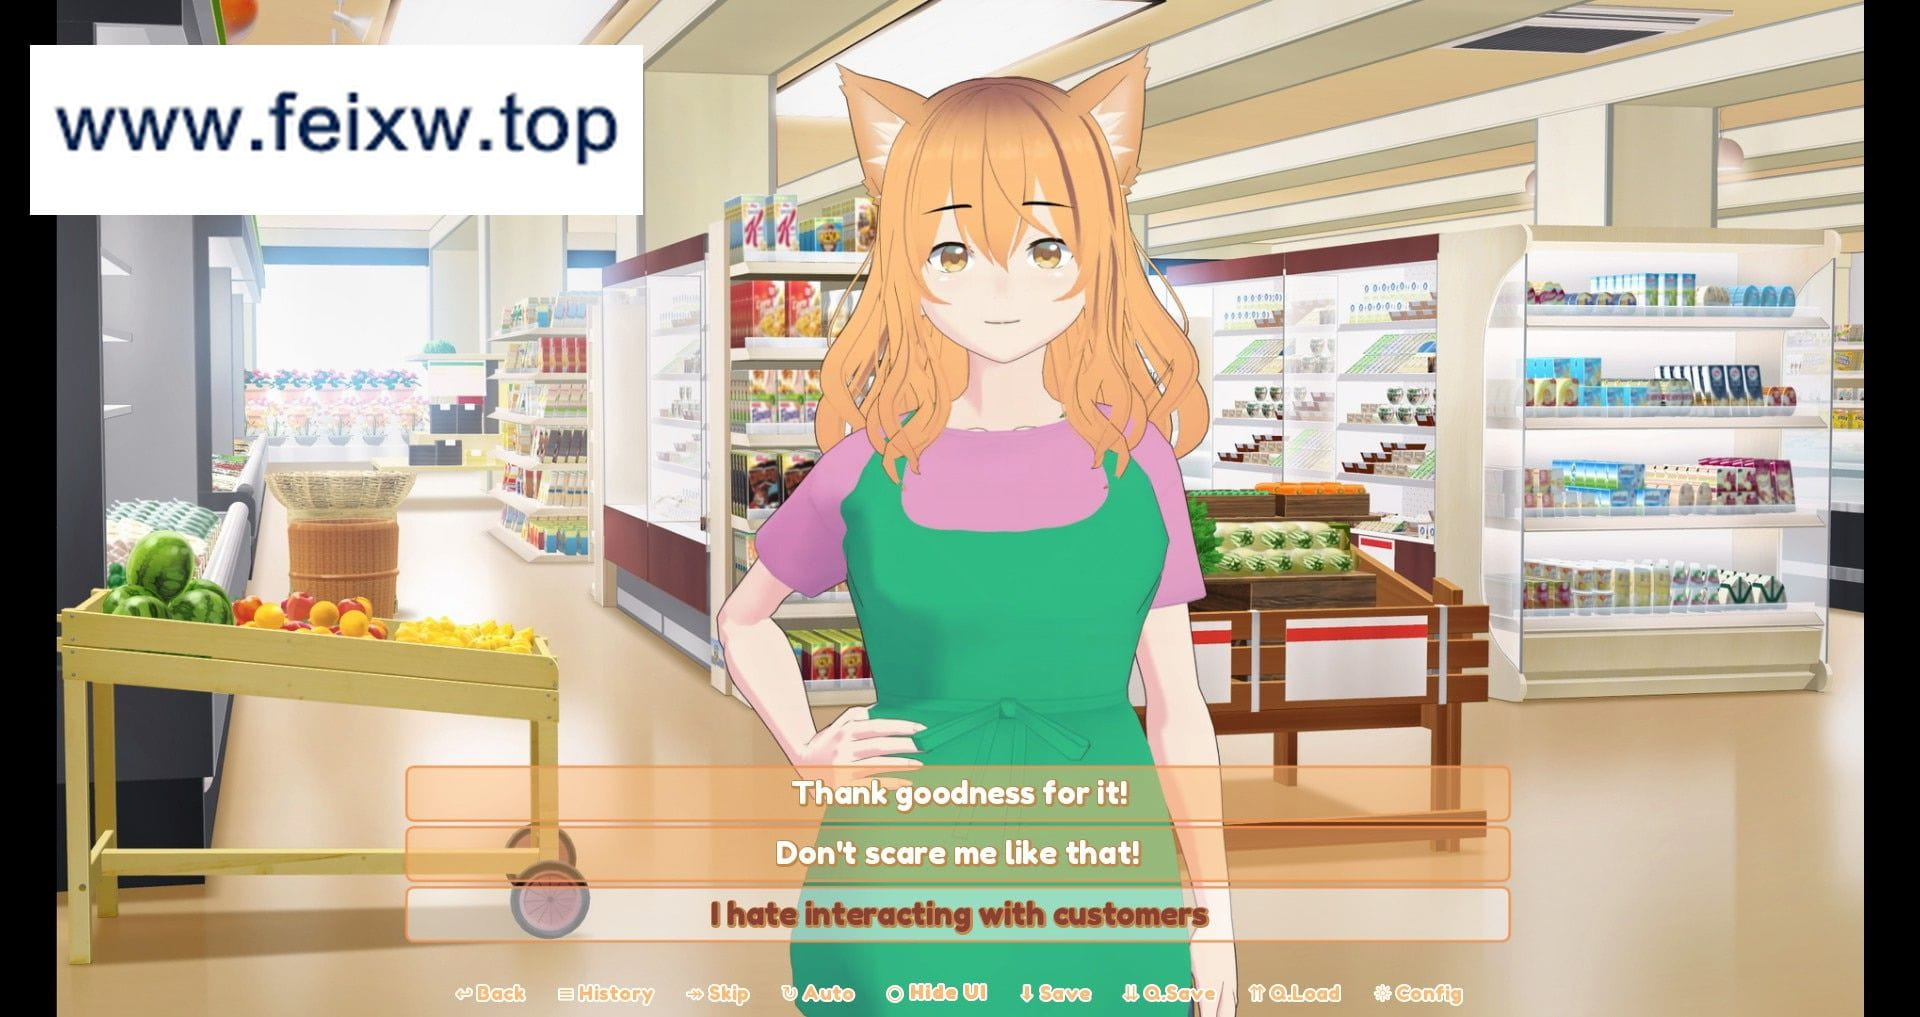 www.feixw.top
Thank goodness for it!
Don't scare me like that!
I hate interacting with customers
Back History Skip Auto Hide UI Save Q.Save Q.Load Config